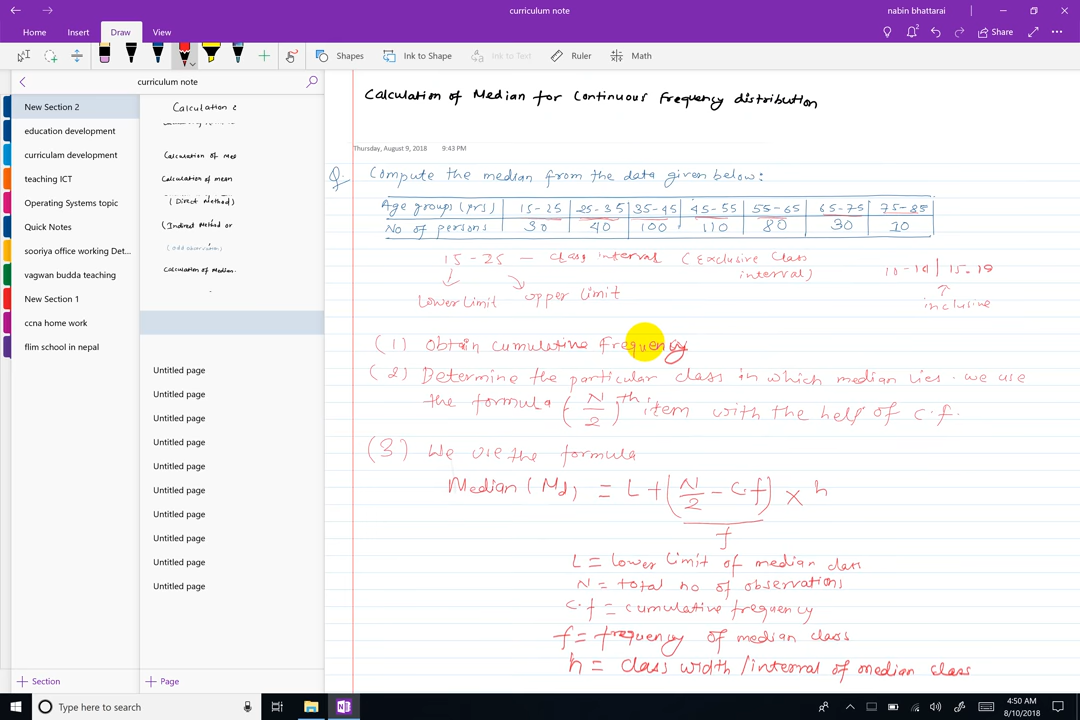 curriculum note
nabin bhattarai
Home
Insert
Draw
View
Share
Shapes
Ink to Shape
Ink to Text
Ruler
Math
curriculum note
New Section 2
education development
curriculam development
teaching ICT
Operating Systems topic
Quick Notes
sooriya office working Det...
vagwan budda teaching
New Section 1
ccna home work
flim school in nepal
Section
Calculation c
Calculation of Med
Calculation of mean
(Direct Method)
(Indirect Method or
(odd observation)
Calculation of Median.
Untitled page
Untitled page
Untitled page
Untitled page
Untitled page
Untitled page
Untitled page
Untitled page
Untitled page
Untitled page
Page
Calculation of Median for Continuous Frequency distribution
Thursday, August 9, 2018 9:43 PM
Q. Compute the median from the data given below:
Age groups (yrs) 15-25 25-35 35-45 45-55 55-65 65-75 75-85
No of persons 30 40 100 110 80 30 10
15-25 - class interval (Exclusive Class
interval)
10-14 | 15-19
Lower Limit upper limit
inclusive
(1) Obtain cumulative frequency
(2) Determine the particular class in which median lies. we use
the formula (N/2)th item with the help of c.f.
(3) We use the formula
Median (Md) = L + (N/2 - C.f) × h
f
L = lower limit of median class
N = total no of observations
C.f = cumulative frequency
f = frequency of median class
h = class width/interval of median class
Type here to search
4:50 AM
8/10/2018